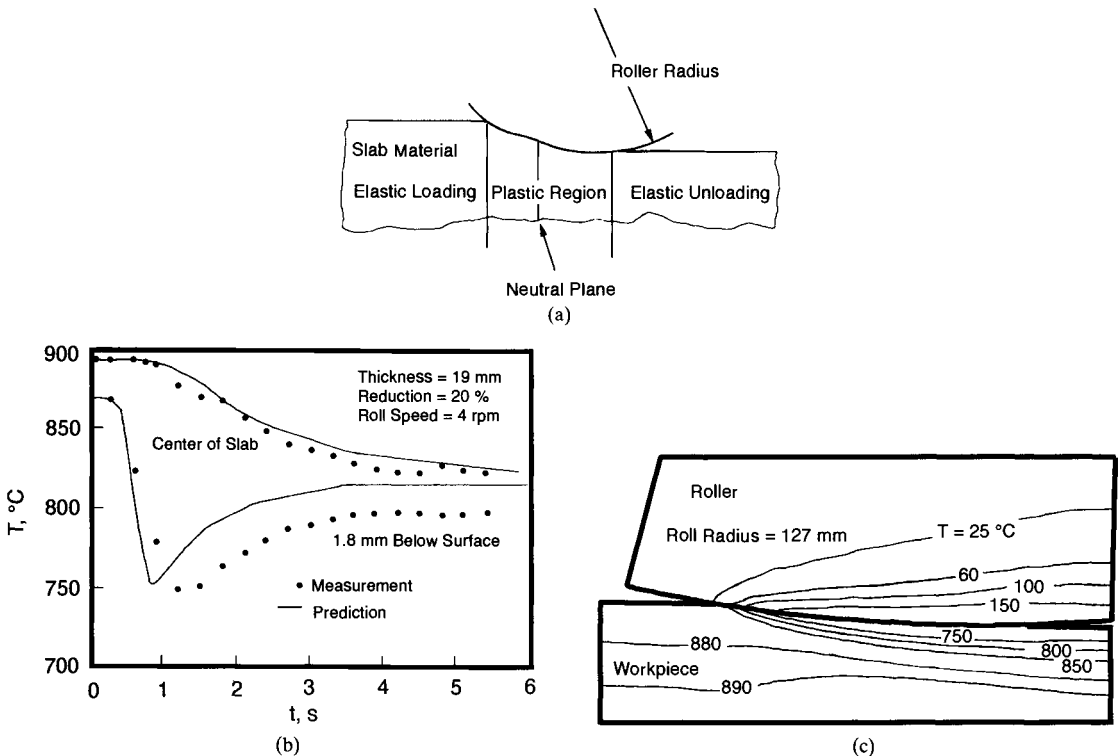 Roller Radius
Slab Material
Elastic Loading
Plastic Region
Elastic Unloading
Neutral Plane
(a)
900
850
800
750
700
T, °C
Thickness = 19 mm
Reduction = 20 %
Roll Speed = 4 rpm
Center of Slab
1.8 mm Below Surface
Measurement
Prediction
0 1 2 3 4 5 6
t, s
(b)
Roller
Roll Radius = 127 mm
T = 25 °C
60
100
150
750
800
850
880
Workpiece
890
(c)